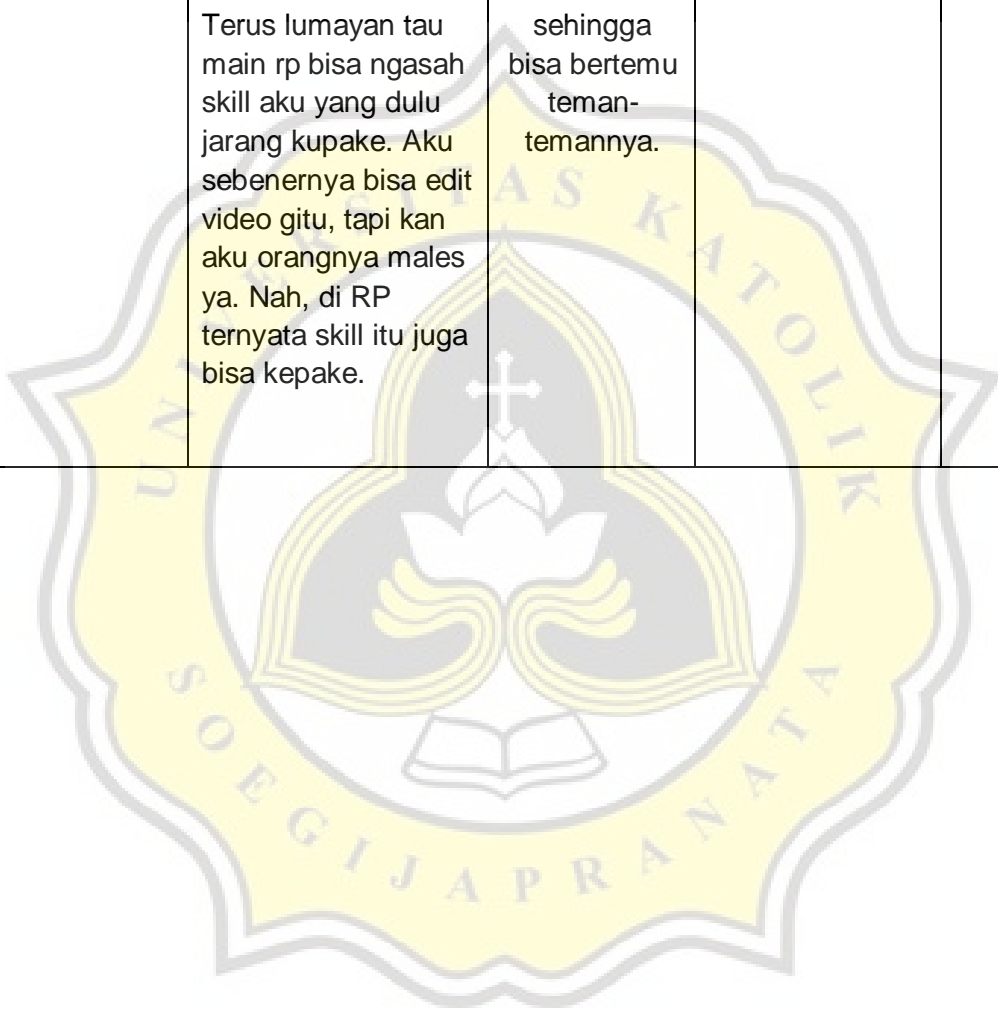 Terus lumayan tau
main rp bisa ngasah
skill aku yang dulu
jarang kupake. Aku
sebenernya bisa edit
video gitu, tapi kan
aku orangnya males
ya. Nah, di RP
ternyata skill itu juga
bisa kepake.
sehingga
bisa bertemu
teman-
temannya.
UNIVERSITAS KATOLIK
SOEGIJAPRANATA